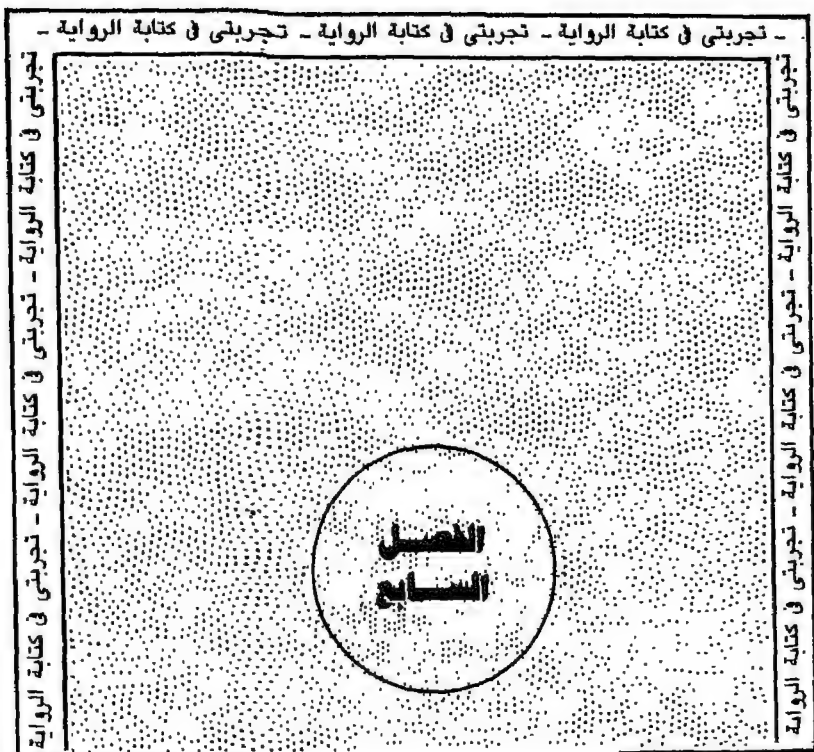 - تجربتى فى كتابة الرواية - تجربتى فى كتابة الرواية - تجربتى فى كتابة الرواية -
تجربتى فى كتابة الرواية - تجربتى فى كتابة الرواية - تجربتى فى كتابة الرواية
تجربتى فى كتابة الرواية - تجربتى فى كتابة الرواية - تجربتى فى كتابة الرواية
الفصل
السابع